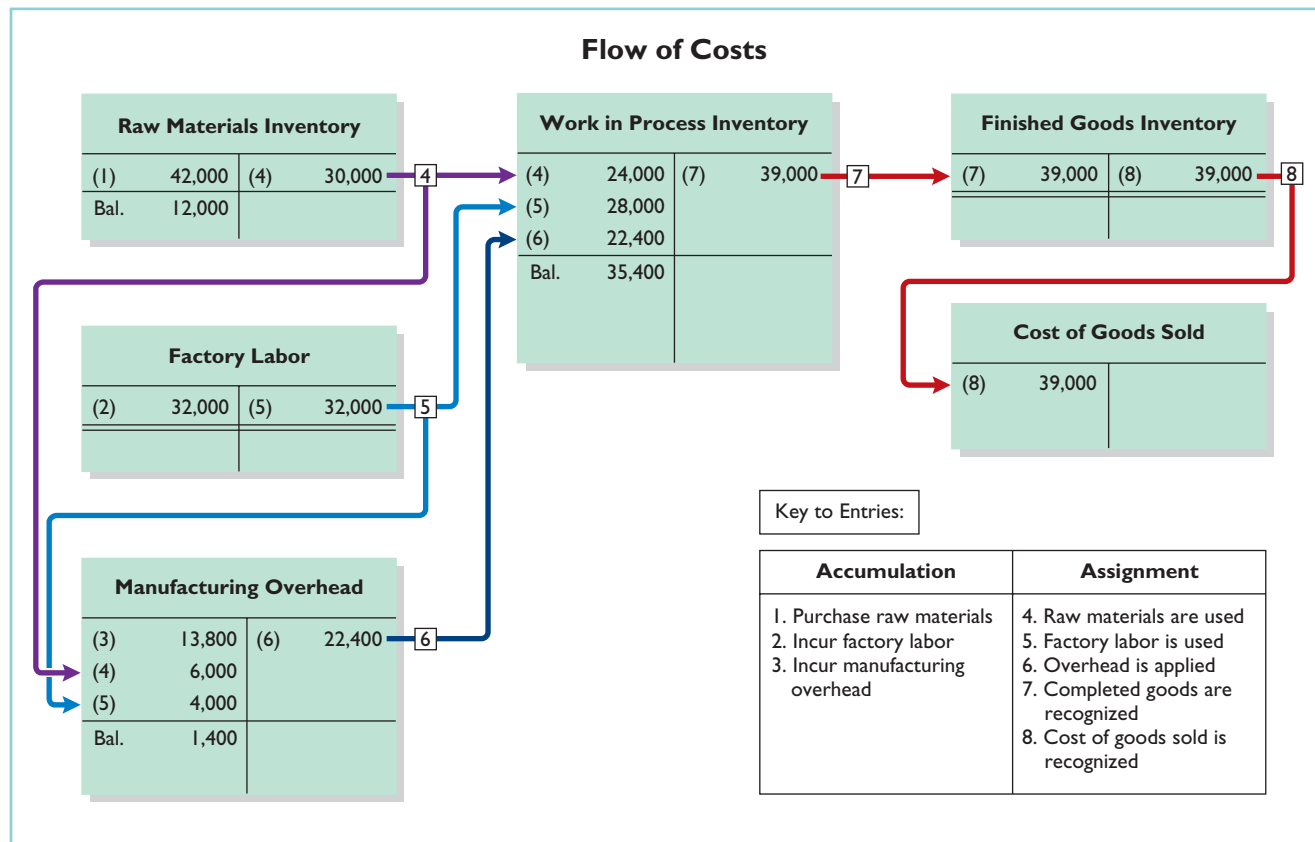 Flow of Costs
Raw Materials Inventory
(1) 42,000 (4) 30,000
Bal. 12,000
4
Factory Labor
(2) 32,000 (5) 32,000
5
Manufacturing Overhead
(3) 13,800 (6) 22,400
(4) 6,000
(5) 4,000
Bal. 1,400
6
Work in Process Inventory
(4) 24,000 (7) 39,000
(5) 28,000
(6) 22,400
Bal. 35,400
7
Finished Goods Inventory
(7) 39,000 (8) 39,000
8
Cost of Goods Sold
(8) 39,000
Key to Entries:
Accumulation
1. Purchase raw materials
2. Incur factory labor
3. Incur manufacturing
overhead
Assignment
4. Raw materials are used
5. Factory labor is used
6. Overhead is applied
7. Completed goods are
recognized
8. Cost of goods sold is
recognized